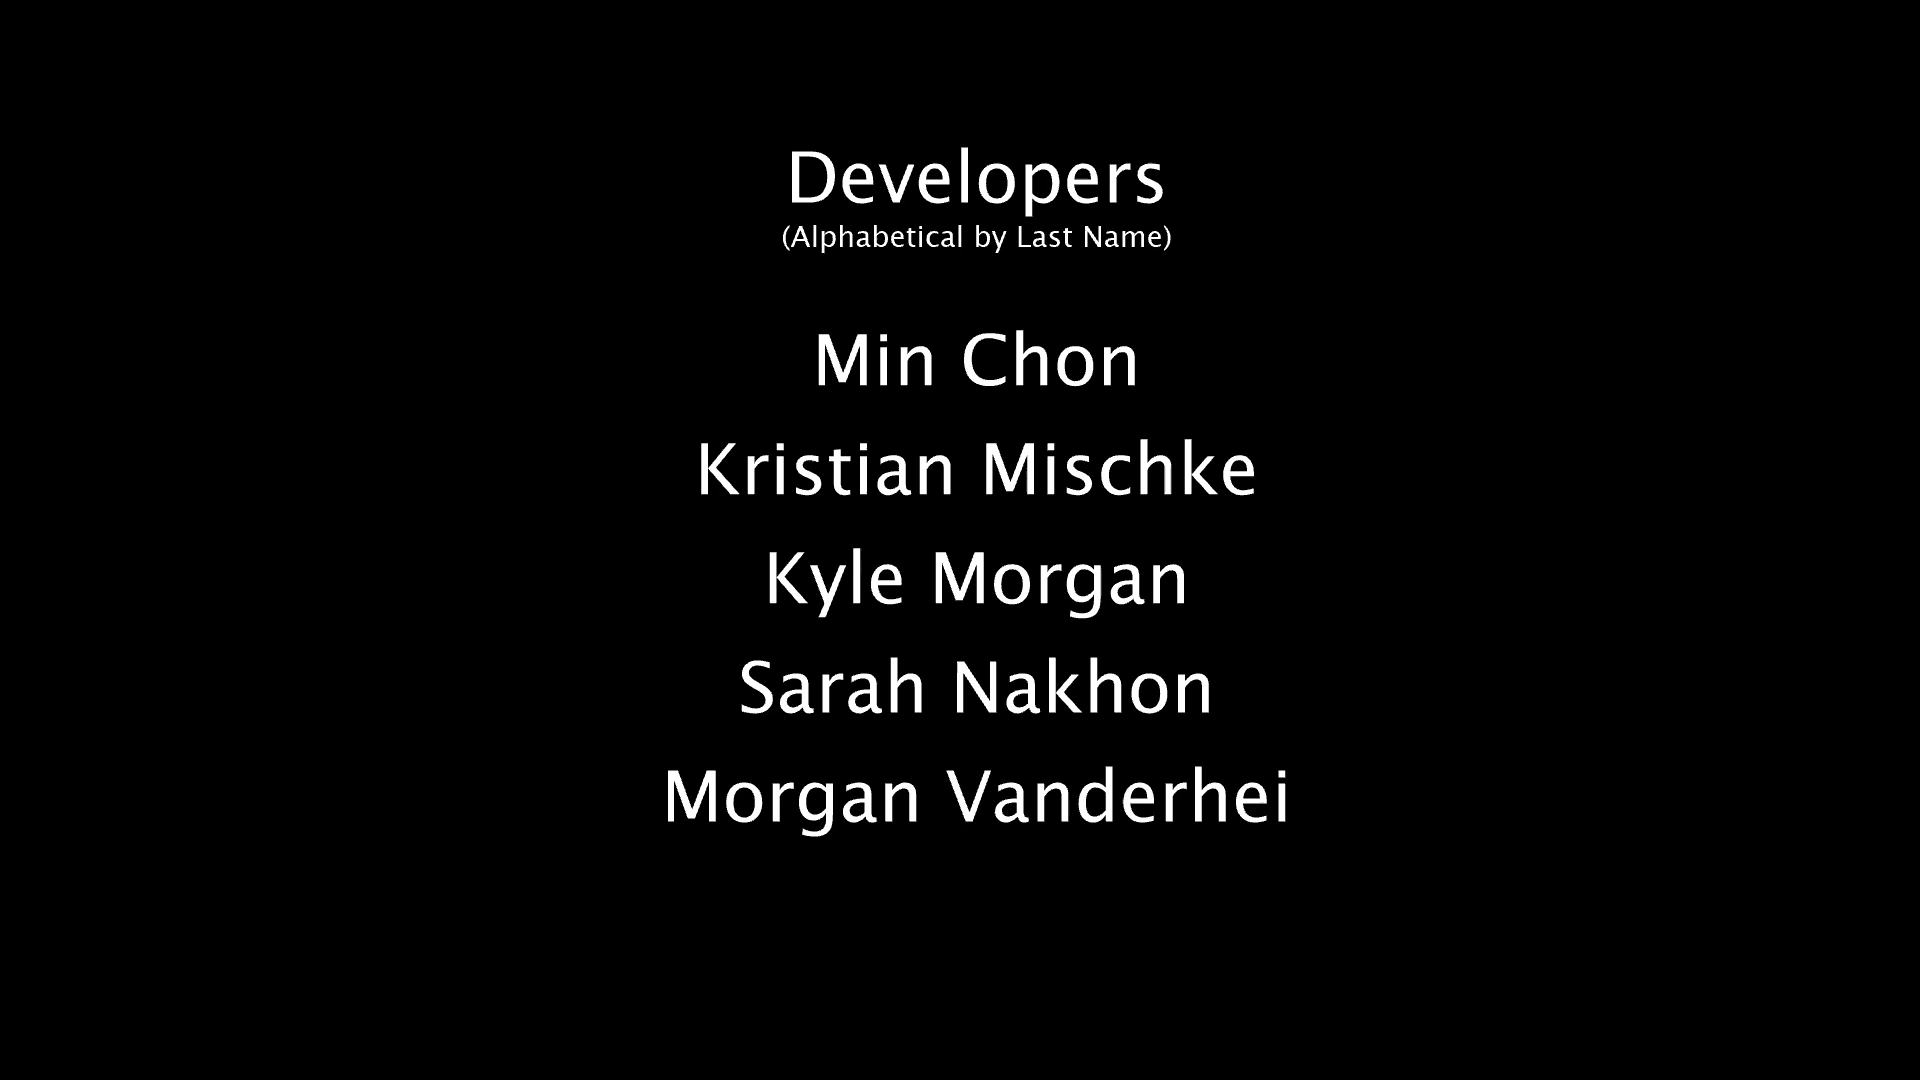 Developers
(Alphabetical by Last Name)
Min Chon
Kristian Mischke
Kyle Morgan
Sarah Nakhon
Morgan Vanderhei